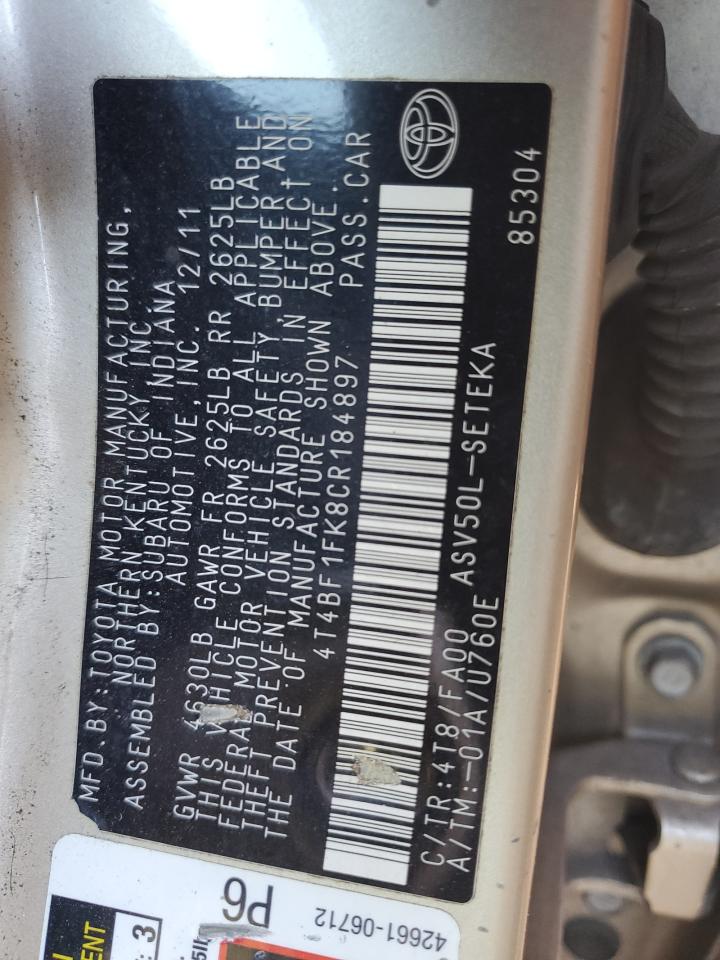 MFD.BY:TOYOTA MOTOR MANUFACTURING,
NORTHERN KENTUCKY INC.
ASSEMBLED BY:SUBARU OF INDIANA
AUTOMOTIVE,INC. 12/11
GVWR 4630LB GAWR FR 2625LB RR 2625LB
THIS VEHICLE CONFORMS TO ALL APPLICABLE
FEDERAL MOTOR VEHICLE SAFETY,BUMPER AND
THEFT PREVENTION STANDARDS IN EFFECT ON
THE DATE OF MANUFACTURE SHOWN ABOVE.
4T4BF1FK8CR184897 PASS.CAR
C/TR:4T8/FA00 ASV50L-SETEKA 85304
A/TM:-01A/U760E
P6
42661-06712
3